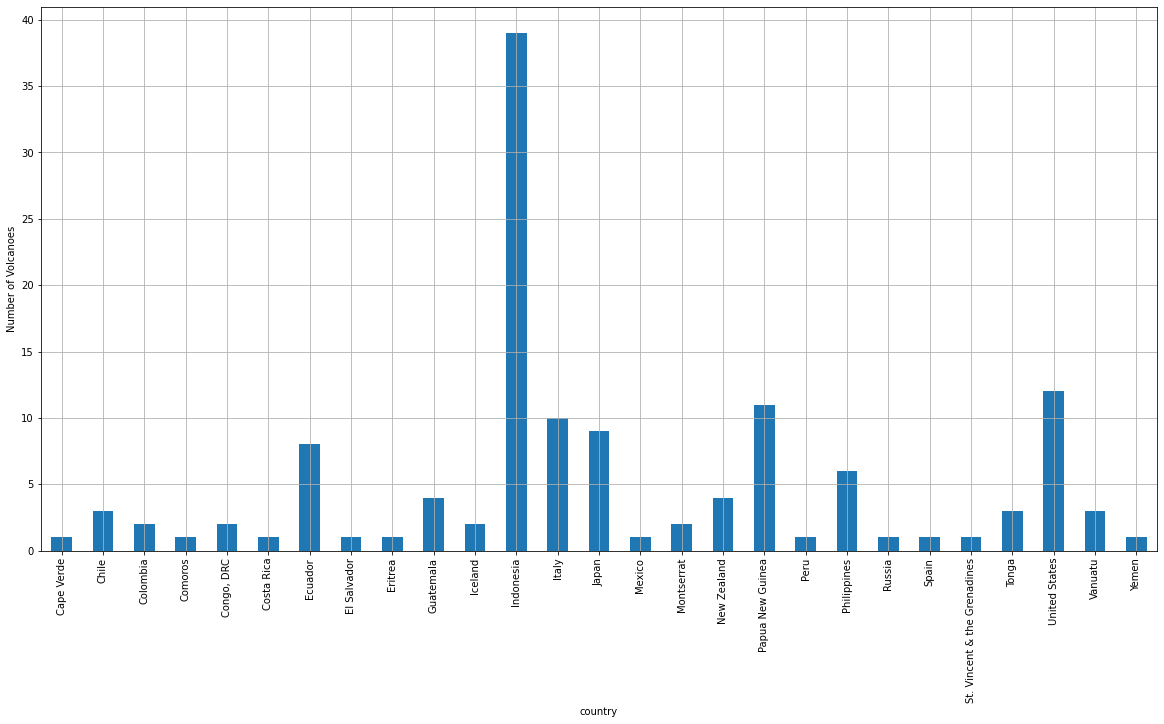 40
35
30
25
20
15
10
5
0
Number of Volcanoes
Cape Verde
Chile
Colombia
Comoros
Congo, DRC
Costa Rica
Ecuador
El Salvador
Eritrea
Guatemala
Iceland
Indonesia
Italy
Japan
Mexico
Montserrat
New Zealand
Papua New Guinea
Peru
Philippines
Russia
Spain
St. Vincent & the Grenadines
Tonga
United States
Vanuatu
Yemen
country